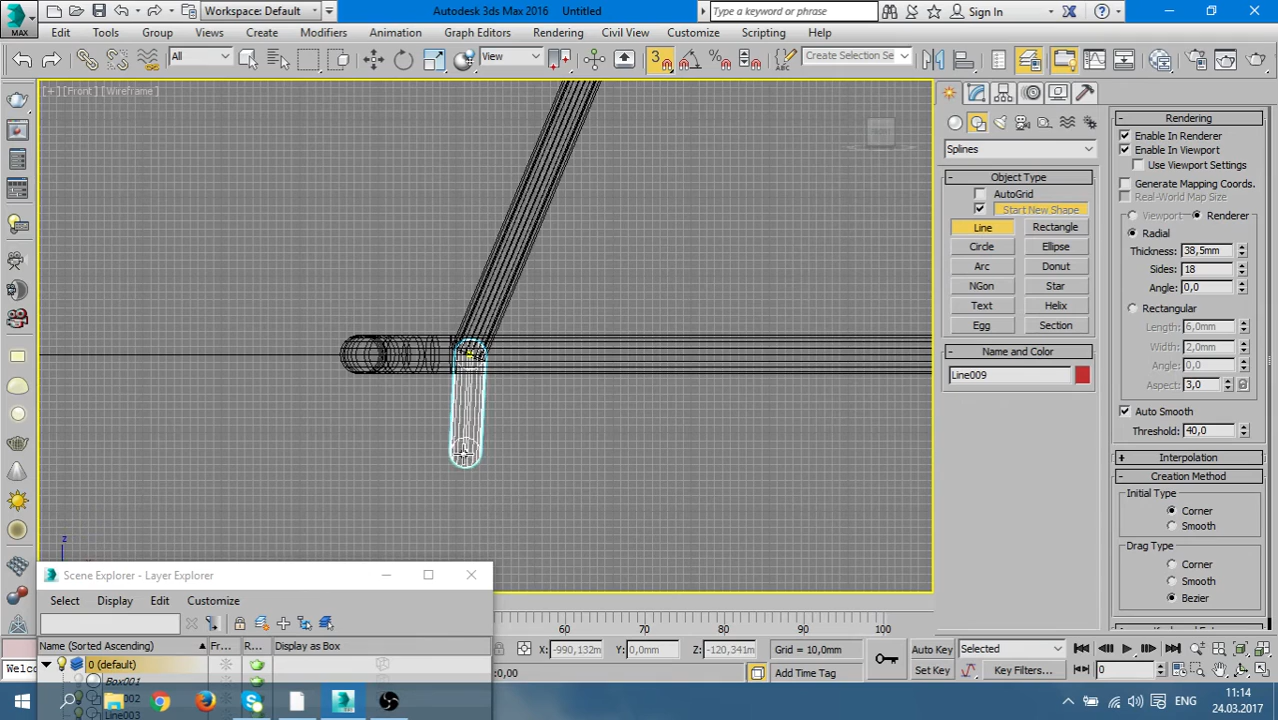 MAX
Workspace: Default
Autodesk 3ds Max 2016 Untitled
Type a keyword or phrase
Sign In
Edit Tools Group Views Create Modifiers Animation Graph Editors Rendering Civil View Customize Scripting Help
All
View
3
Create Selection Se
[+] [Front] [Wireframe]
Splines
Object Type
AutoGrid
Start New Shape
Line Rectangle
Circle Ellipse
Arc Donut
NGon Star
Text Helix
Egg Section
Name and Color
Line009
Rendering
Enable In Renderer
Enable In Viewport
Use Viewport Settings
Generate Mapping Coords.
Real-World Map Size
Viewport Renderer
Radial
Thickness: 38,5mm
Sides: 18
Angle: 0,0
Rectangular
Length: 6,0mm
Width: 2,0mm
Angle: 0,0
Aspect: 3,0
Auto Smooth
Threshold: 40,0
Interpolation
Creation Method
Initial Type
Corner
Smooth
Drag Type
Corner
Smooth
Bezier
z
Scene Explorer - Layer Explorer
Select Display Edit Customize
Name (Sorted Ascending) Fr... R... Display as Box
0 (default)
Box001
Line003
60 70 80 90 100
X: -990,132m Y: 0,0mm Z: -120,341m Grid = 10,0mm
Auto Key Selected
Set Key Key Filters...
0
Add Time Tag
:0,00
Welcc
ENG
11:14
24.03.2017